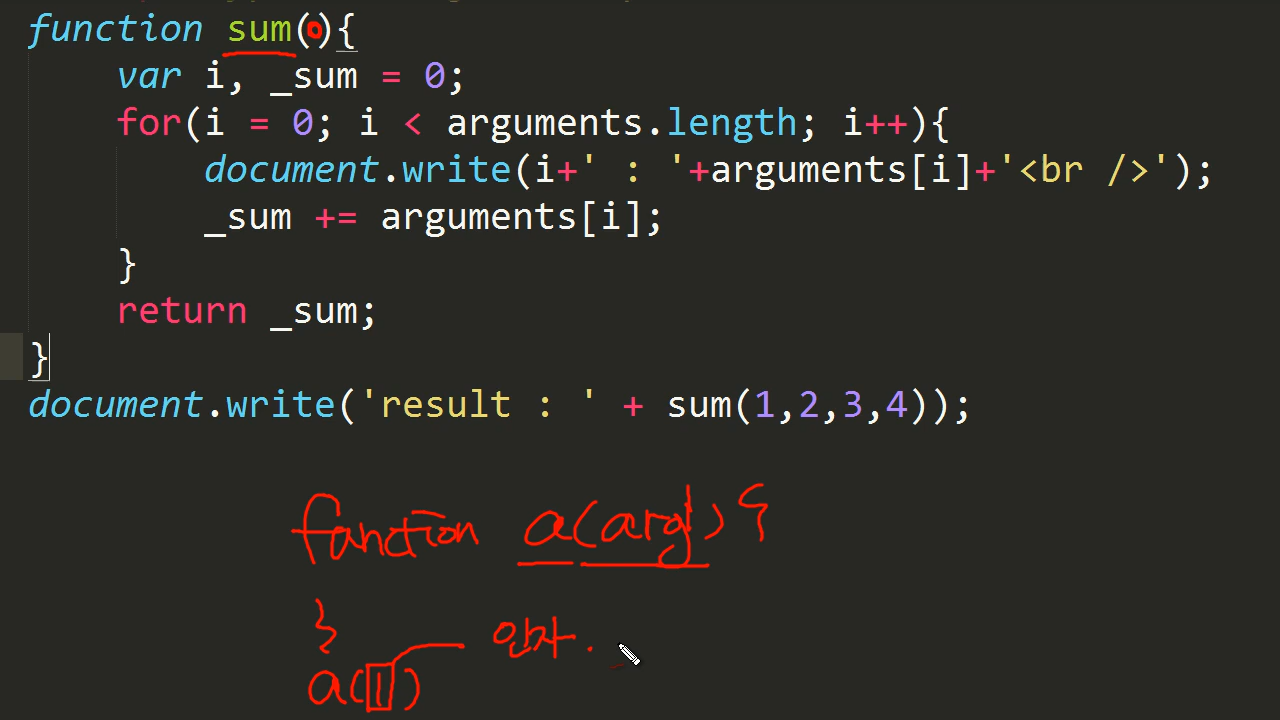 function sum(){
var i, _sum = 0;
for(i = 0; i < arguments.length; i++){
document.write(i+' : '+arguments[i]+'<br />');
_sum += arguments[i];
}
return _sum;
}
document.write('result : ' + sum(1,2,3,4));
function a(arg){
}
인자.
a(1)